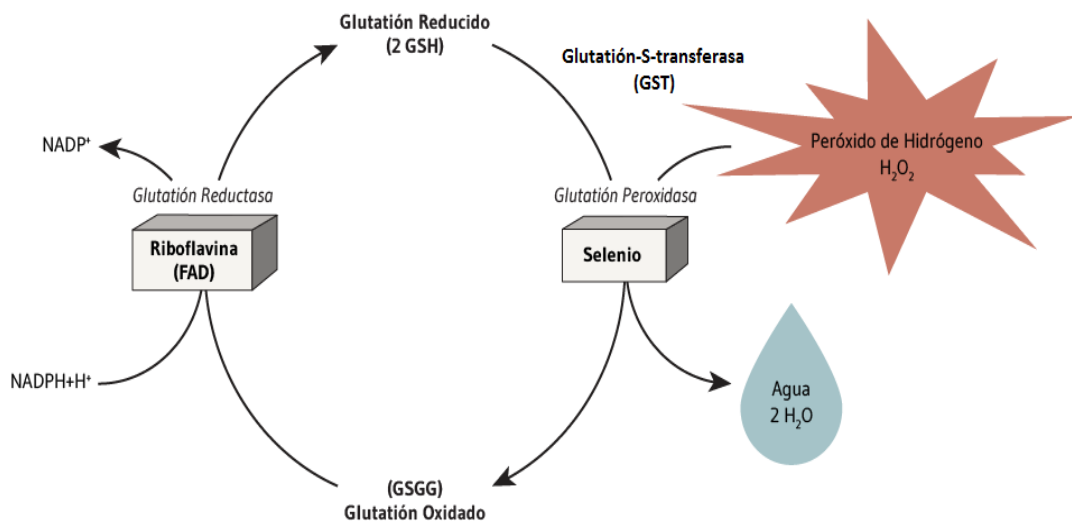 Glutatión Reducido
(2 GSH)
Glutatión-S-transferasa
(GST)
Peróxido de Hidrógeno
H₂O₂
NADP⁺
Glutatión Reductasa
Glutatión Peroxidasa
Riboflavina
(FAD)
Selenio
NADPH+H⁺
Agua
2 H₂O
(GSGG)
Glutatión Oxidado